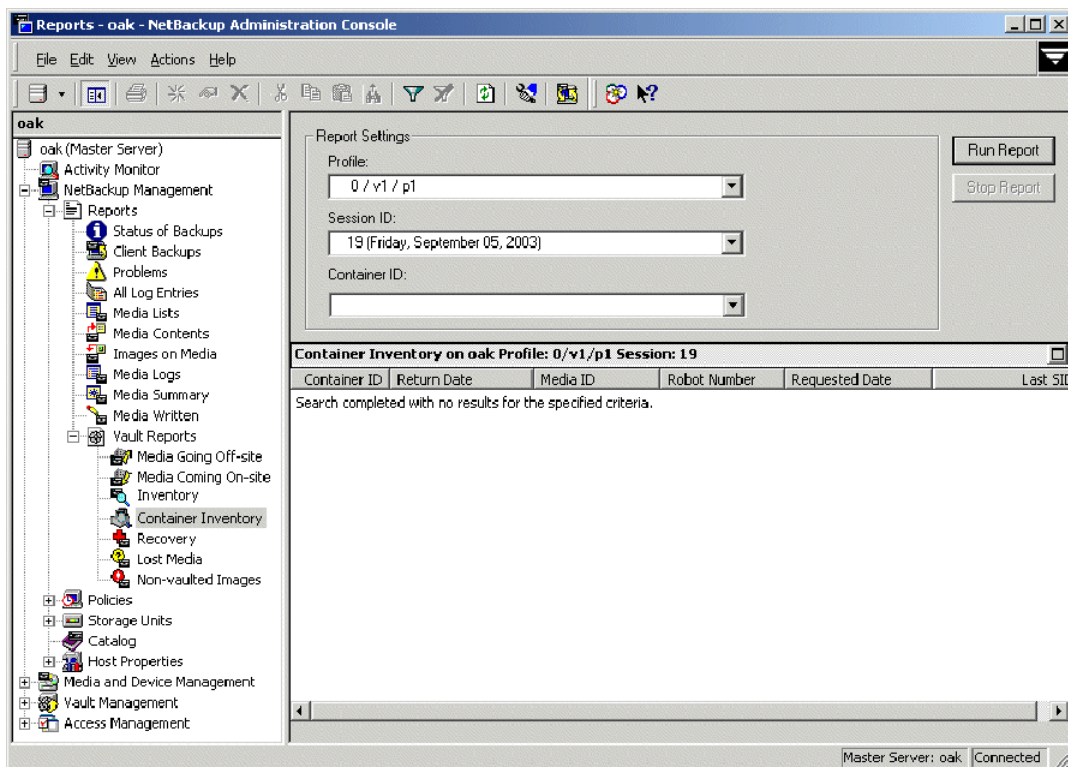 Reports - oak - NetBackup Administration Console
File Edit View Actions Help
oak
oak (Master Server)
Activity Monitor
NetBackup Management
Reports
Status of Backups
Client Backups
Problems
All Log Entries
Media Lists
Media Contents
Images on Media
Media Logs
Media Summary
Media Written
Vault Reports
Media Going Off-site
Media Coming On-site
Inventory
Container Inventory
Recovery
Lost Media
Non-vaulted Images
Policies
Storage Units
Catalog
Host Properties
Media and Device Management
Vault Management
Access Management
Report Settings
Profile:
0 / v1 / p1
Session ID:
19 (Friday, September 05, 2003)
Container ID:
Run Report
Stop Report
Container Inventory on oak Profile: 0/v1/p1 Session: 19
Container ID Return Date Media ID Robot Number Requested Date Last SID
Search completed with no results for the specified criteria.
Master Server: oak Connected